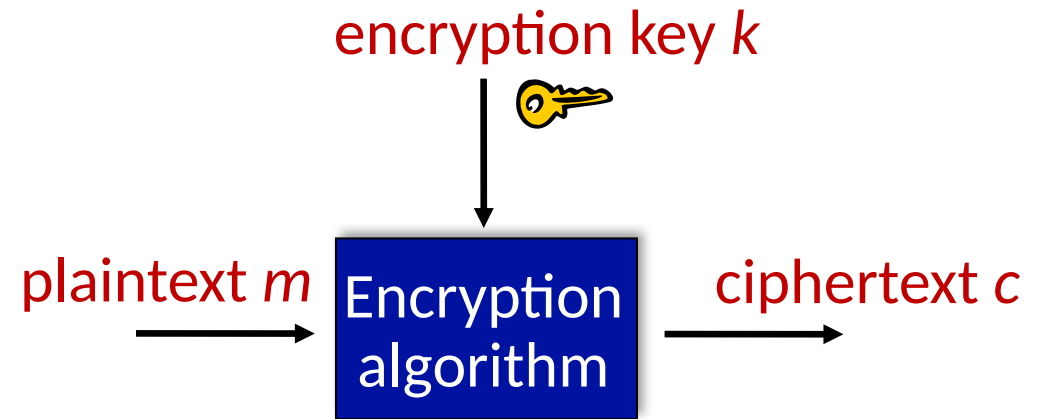 encryption key k
plaintext m
Encryption
algorithm
ciphertext c